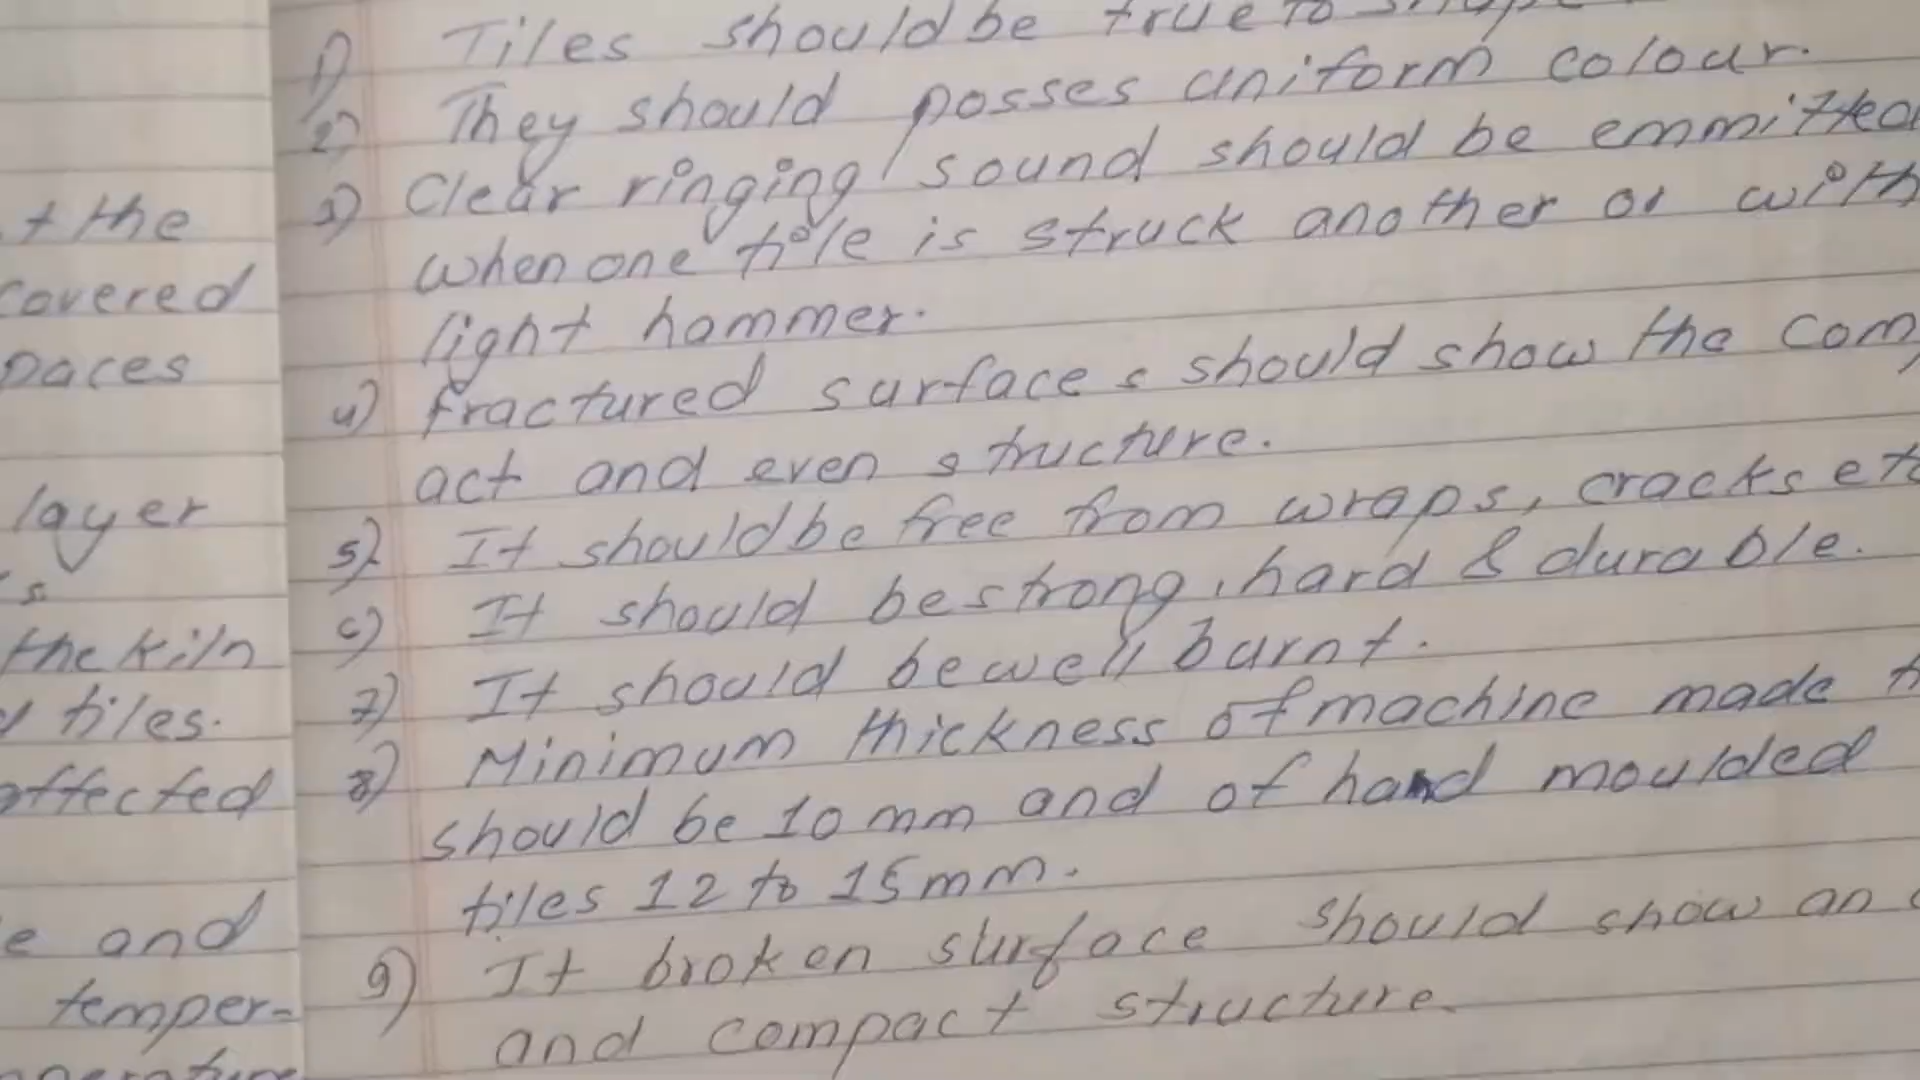 + the
covered
paces
layer
s.
the kiln
tiles.
affected
e and
temper-
1) Tiles should be true to
2) They should posses uniform colour.
3) Clear ringing sound should be emmitted
when one tile is struck another or with
light hammer.
4) fractured surfaces should show the comp
act and even structure.
5) It should be free from wraps, cracks etc
6) It should be strong, hard & durable.
7) It should be well burnt.
8) Minimum thickness of machine made
should be 10 mm and of hand moulded
tiles 12 to 15 mm.
9) It broken surface should show an
and compact structure.